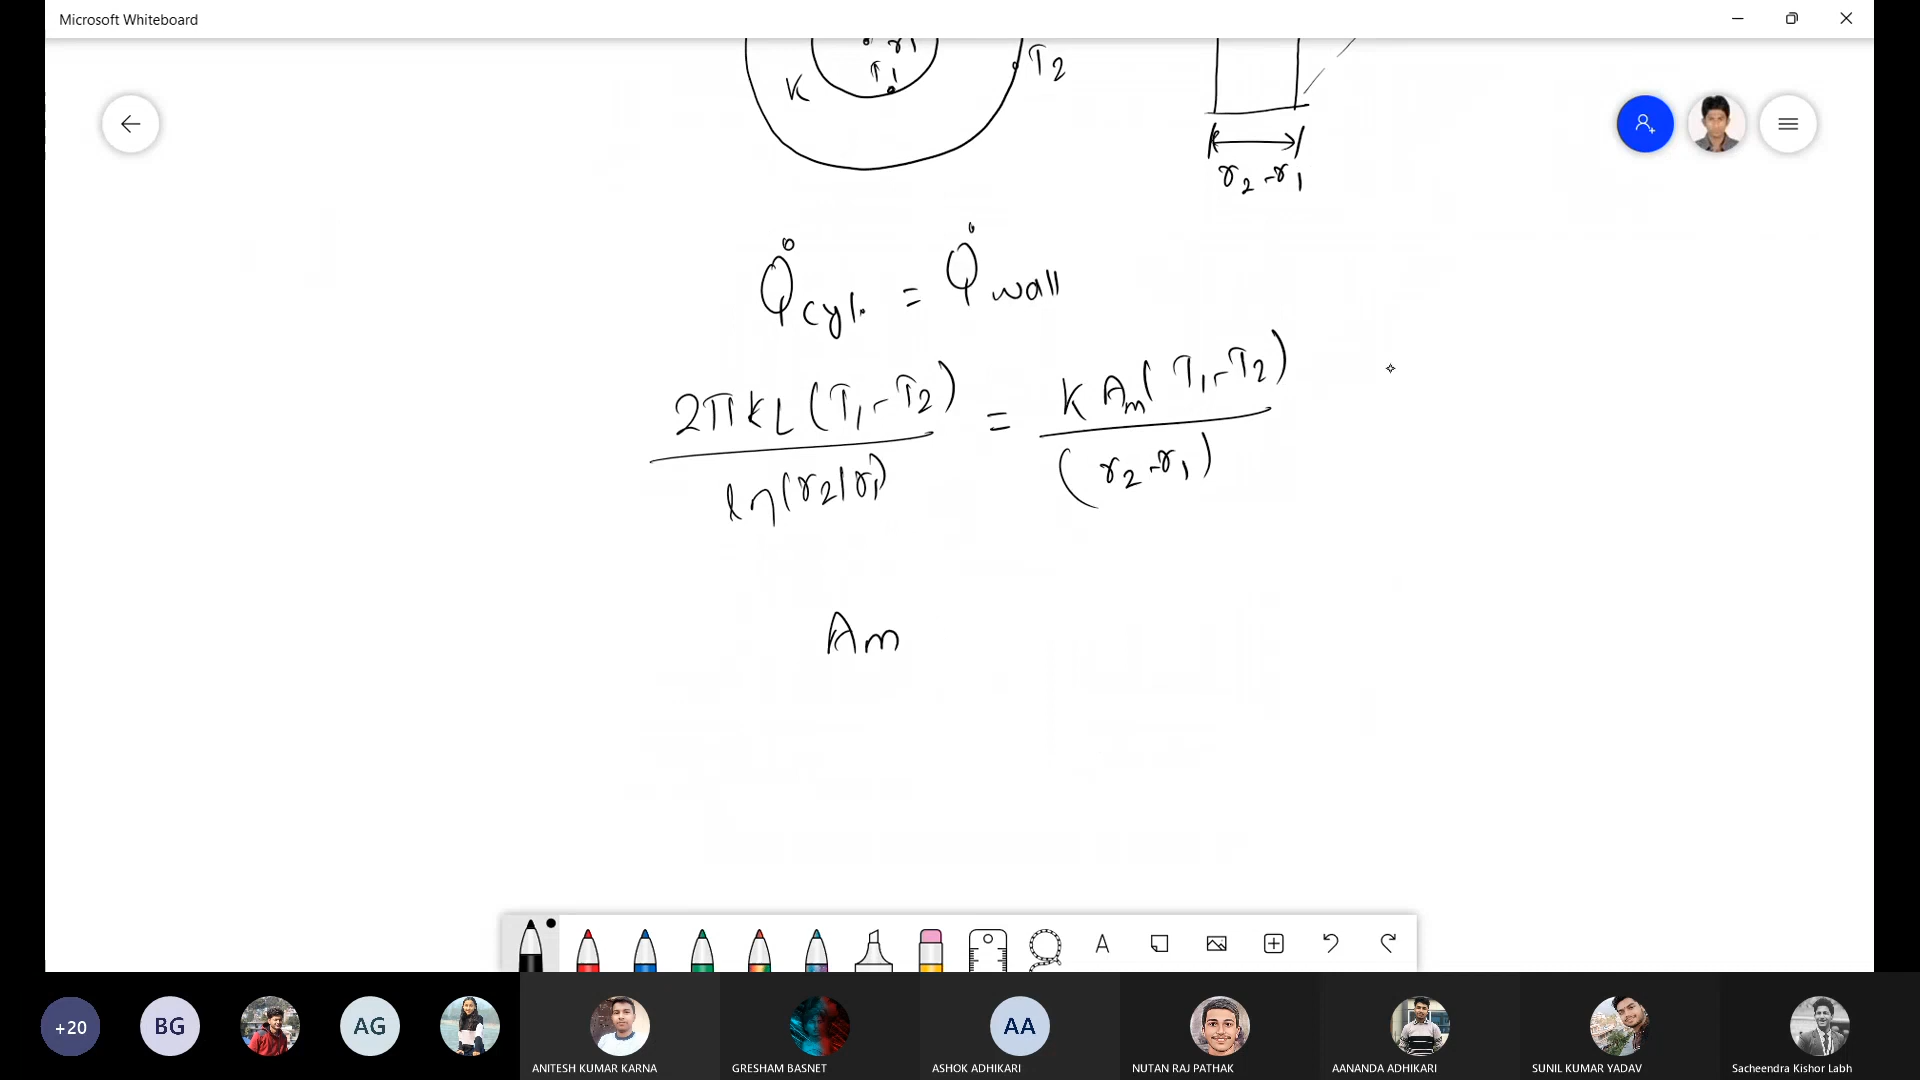 Microsoft Whiteboard
r1
T1
K
T2
r2-r1
Q̇cyl. = Q̇wall
2πKL(T1-T2) / ln(r2/r1) = KAm(T1-T2) / (r2-r1)
Am
A
+20
BG
AG
AA
ANITESH KUMAR KARNA
GRESHAM BASNET
ASHOK ADHIKARI
NUTAN RAJ PATHAK
AANANDA ADHIKARI
SUNIL KUMAR YADAV
Sacheendra Kishor Labh